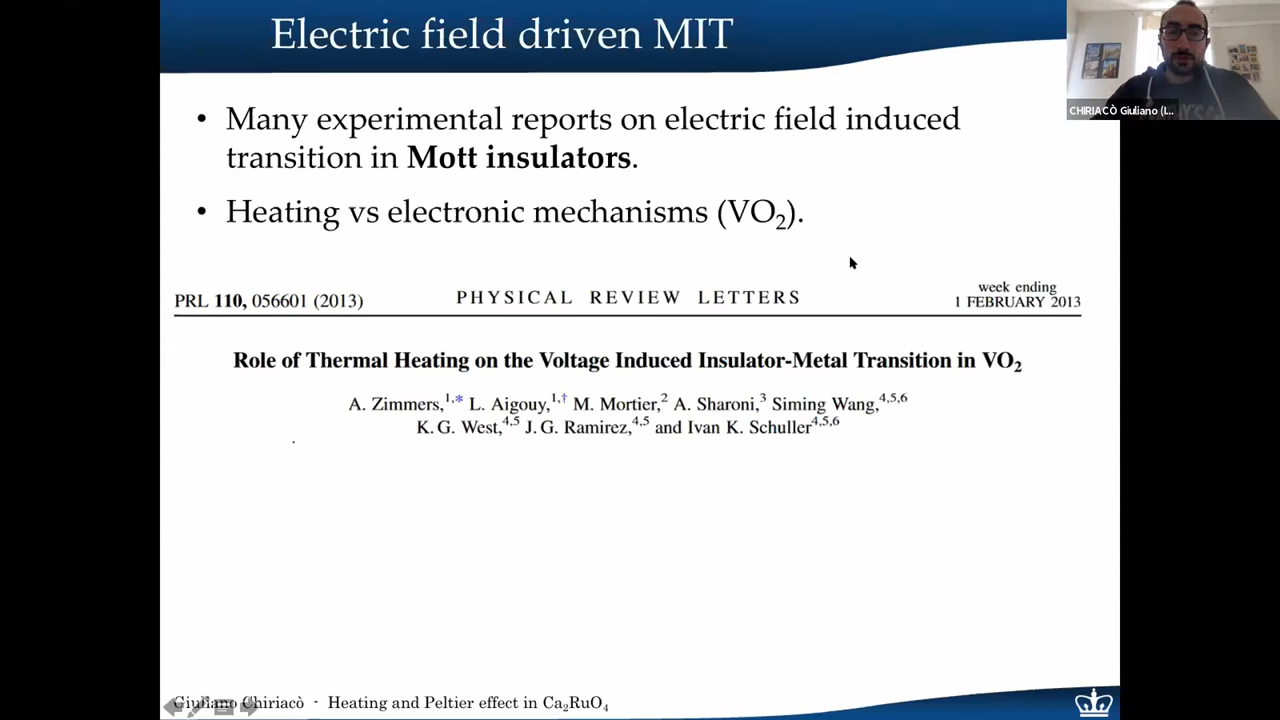 Electric field driven MIT
CHIRIACÒ Giuliano (I...
• Many experimental reports on electric field induced
transition in Mott insulators.
• Heating vs electronic mechanisms (VO₂).
week ending
PRL 110, 056601 (2013) PHYSICAL REVIEW LETTERS 1 FEBRUARY 2013
Role of Thermal Heating on the Voltage Induced Insulator-Metal Transition in VO₂
A. Zimmers,¹,* L. Aigouy,¹,† M. Mortier,² A. Sharoni,³ Siming Wang,⁴,⁵,⁶
K. G. West,⁴,⁵ J. G. Ramirez,⁴,⁵ and Ivan K. Schuller⁴,⁵,⁶
Giuliano Chiriacò - Heating and Peltier effect in Ca₂RuO₄